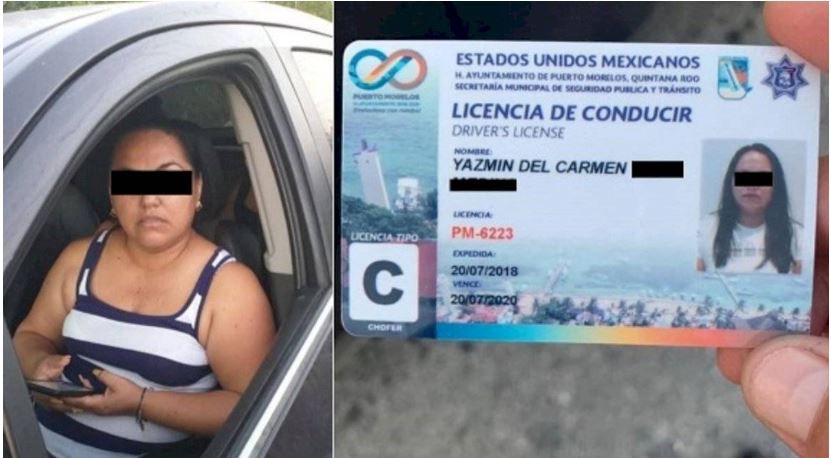 PUERTO MORELOS
ESTADOS UNIDOS MEXICANOS
H. AYUNTAMIENTO DE PUERTO MORELOS, QUINTANA ROO
SECRETARÍA MUNICIPAL DE SEGURIDAD PUBLICA Y TRÁNSITO
LICENCIA DE CONDUCIR
DRIVER'S LICENSE
NOMBRE:
YAZMIN DEL CARMEN
LICENCIA:
PM-6223
LICENCIA TIPO
C
CHOFER
EXPEDIDA:
20/07/2018
VENCE:
20/07/2020